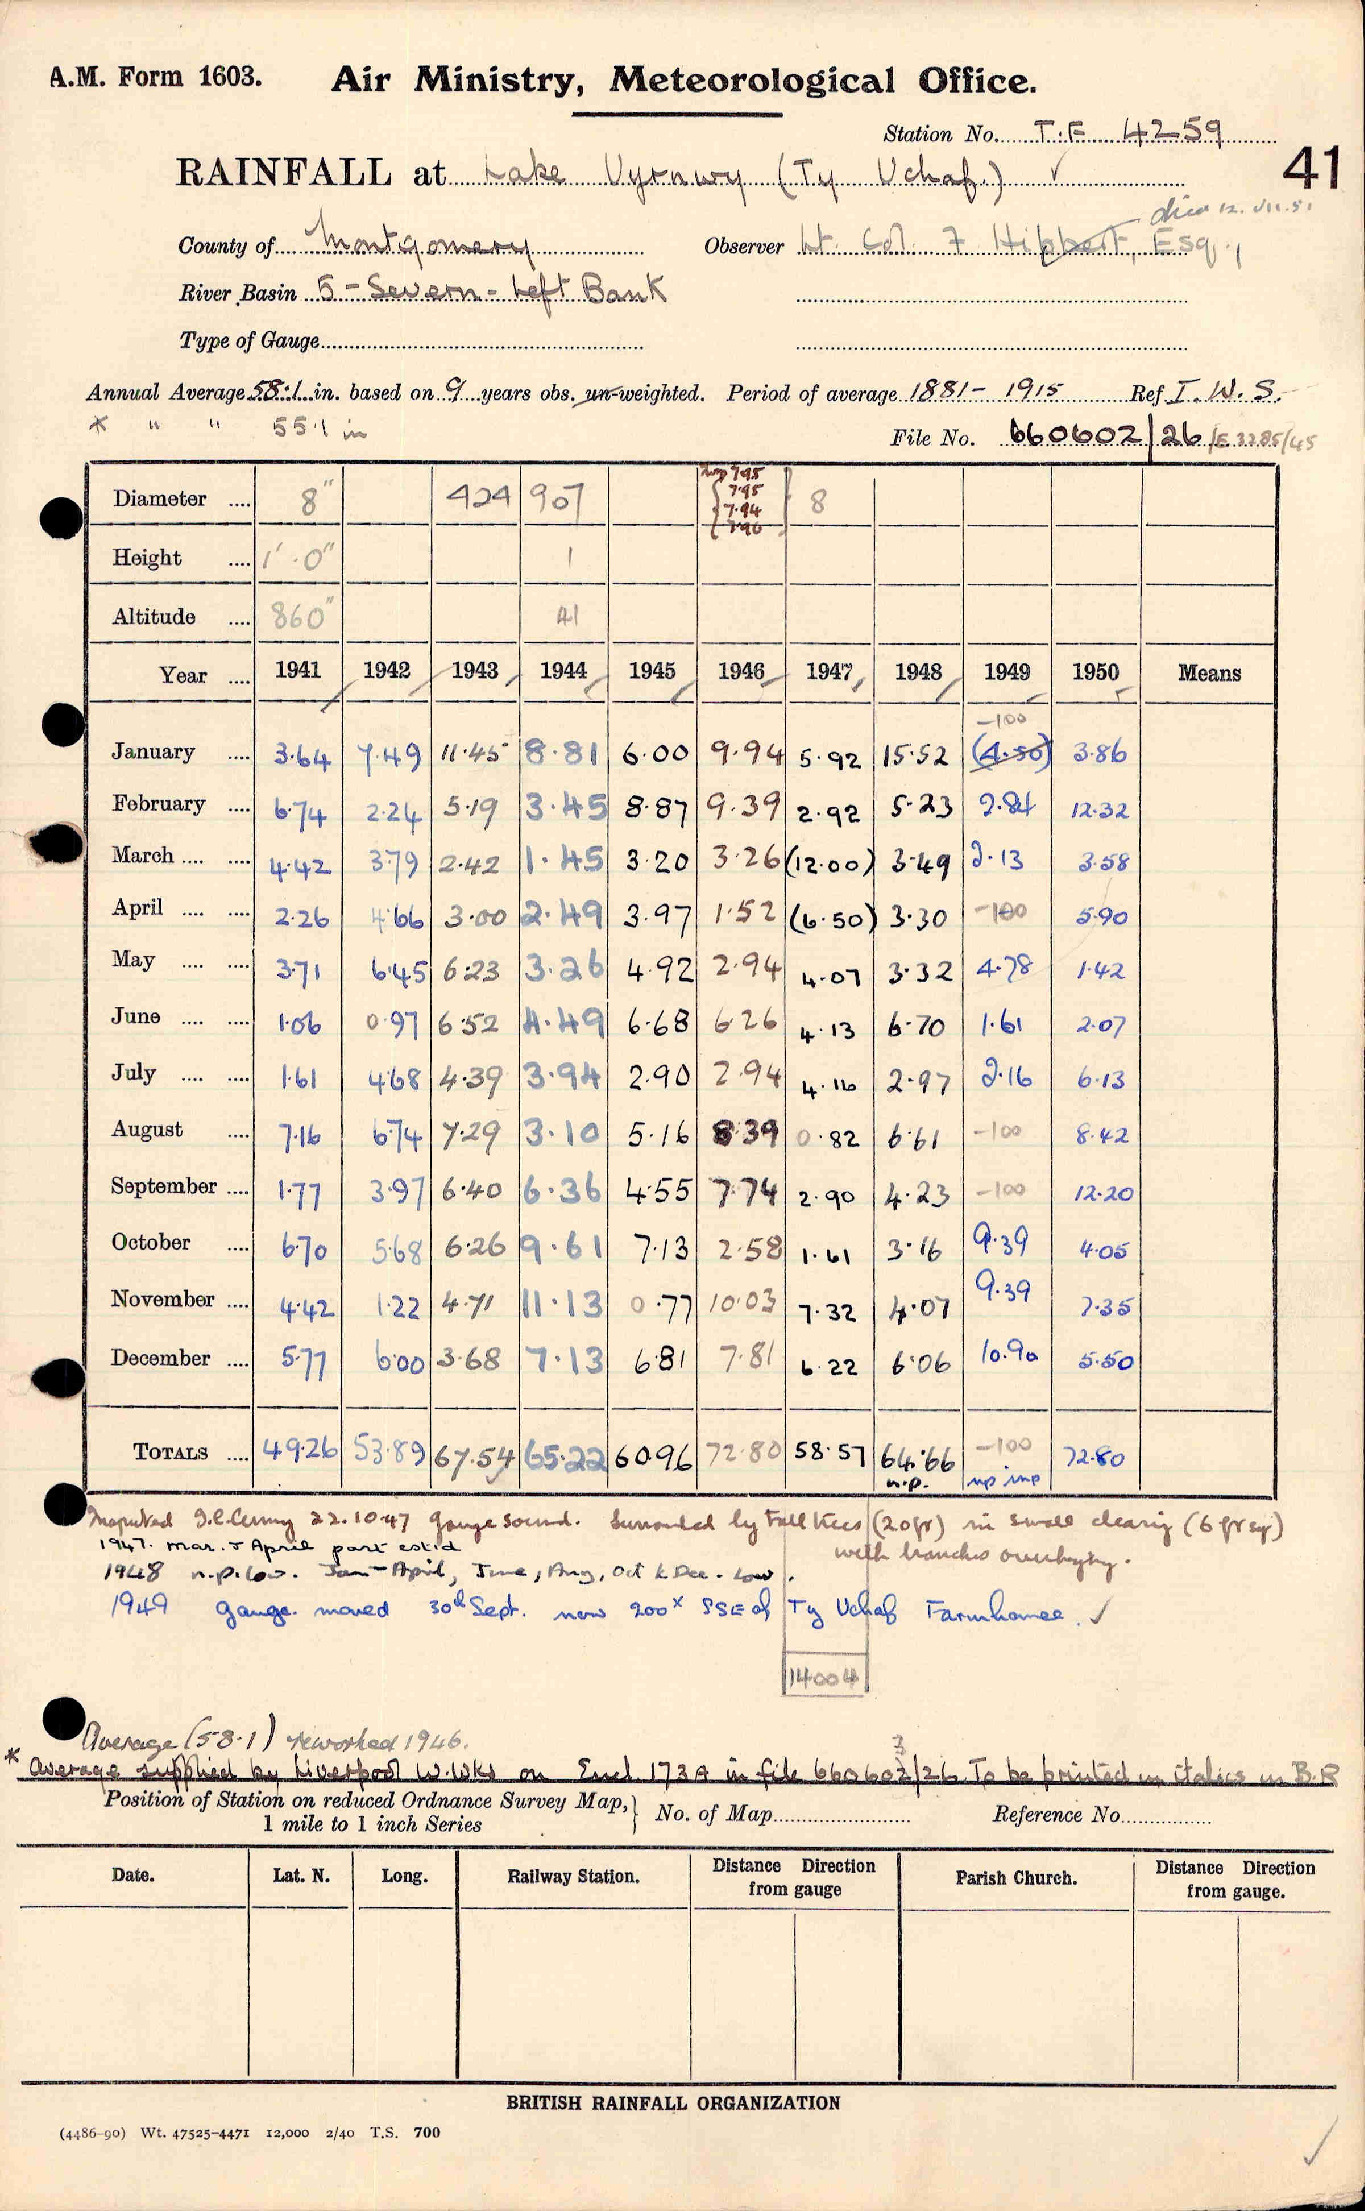 A.M. Form 1603. Air Ministry, Meteorological Office.
Station No. T.F 4259
41
RAINFALL at Lake Vyrnwy (Ty Uchaf.) ✓
died 12.VII.51
County of Montgomery Observer Lt. Col. F. Hibbert, Esq.,
River Basin 5 - Severn - Left Bank
Type of Gauge
Annual Average 58.1 in. based on 9 years obs. un-weighted. Period of average 1881 - 1915 Ref I. W. S.
* " " 55.1 in
File No. 660602/26 /E3285/45
Diameter .... 8" 424 907 7.95 7.95 7.94 7.96 8
Height .... 1'.0" 1
Altitude .... 860" 41
Year .... 1941 1942 1943 1944 1945 1946 1947 1948 1949 1950 Means
-100
January .... 3.64 7.49 11.45 8.81 6.00 9.94 5.92 15.52 (4.50) 3.86
February .... 6.74 2.24 5.19 3.45 8.87 9.39 2.92 5.23 2.84 12.32
March .... .... 4.42 3.79 2.42 1.45 3.20 3.26 (12.00) 3.49 2.13 3.58
April .... .... 2.26 4.66 3.00 2.49 3.97 1.52 (6.50) 3.30 -100 5.90
May .... .... 3.71 6.45 6.23 3.26 4.92 2.94 4.07 3.32 4.78 1.42
June .... .... 1.06 0.97 6.52 4.49 6.68 6.26 4.13 6.70 1.61 2.07
July .... .... 1.61 4.68 4.39 3.94 2.90 2.94 4.16 2.97 2.16 6.13
August .... 7.16 6.74 7.29 3.10 5.16 8.39 0.82 6.61 -100 8.42
September .... 1.77 3.97 6.40 6.36 4.55 7.74 2.90 4.23 -100 12.20
October .... 6.70 5.68 6.26 9.61 7.13 2.58 1.61 3.16 9.39 4.05
November .... 4.42 1.22 4.71 11.13 0.77 10.03 7.32 4.07 9.39 7.35
December .... 5.77 6.00 3.68 7.13 6.81 7.81 6.22 6.06 10.90 5.50
TOTALS .... 49.26 53.89 67.54 65.22 60.96 72.80 58.57 64.66 -100 72.80
n.p. np imp
Inspected 22.10.47 gauge sound. Surrounded by Tall trees (20ft) in small clearing (6ft sq)
with branches overhanging.
1947. Mar. & April part estd
1948 n.p. low. Jan - April, June, Aug, Oct & Dec. low.
1949 gauge moved 30th Sept. now 200x SSE of Ty Uchaf Farmhouse. ✓
14004
Average (58.1) reworked 1946.
3
* Average supplied by Liverpool W.Wks on Encl. 173A in file 660602/26. To be printed in italics in B.R
Position of Station on reduced Ordnance Survey Map, } No. of Map Reference No.
1 mile to 1 inch Series
Date. Lat. N. Long. Railway Station. Distance Direction from gauge Parish Church. Distance Direction from gauge.
BRITISH RAINFALL ORGANIZATION
(4486-90) Wt. 47525-4471 12,000 2/40 T.S. 700